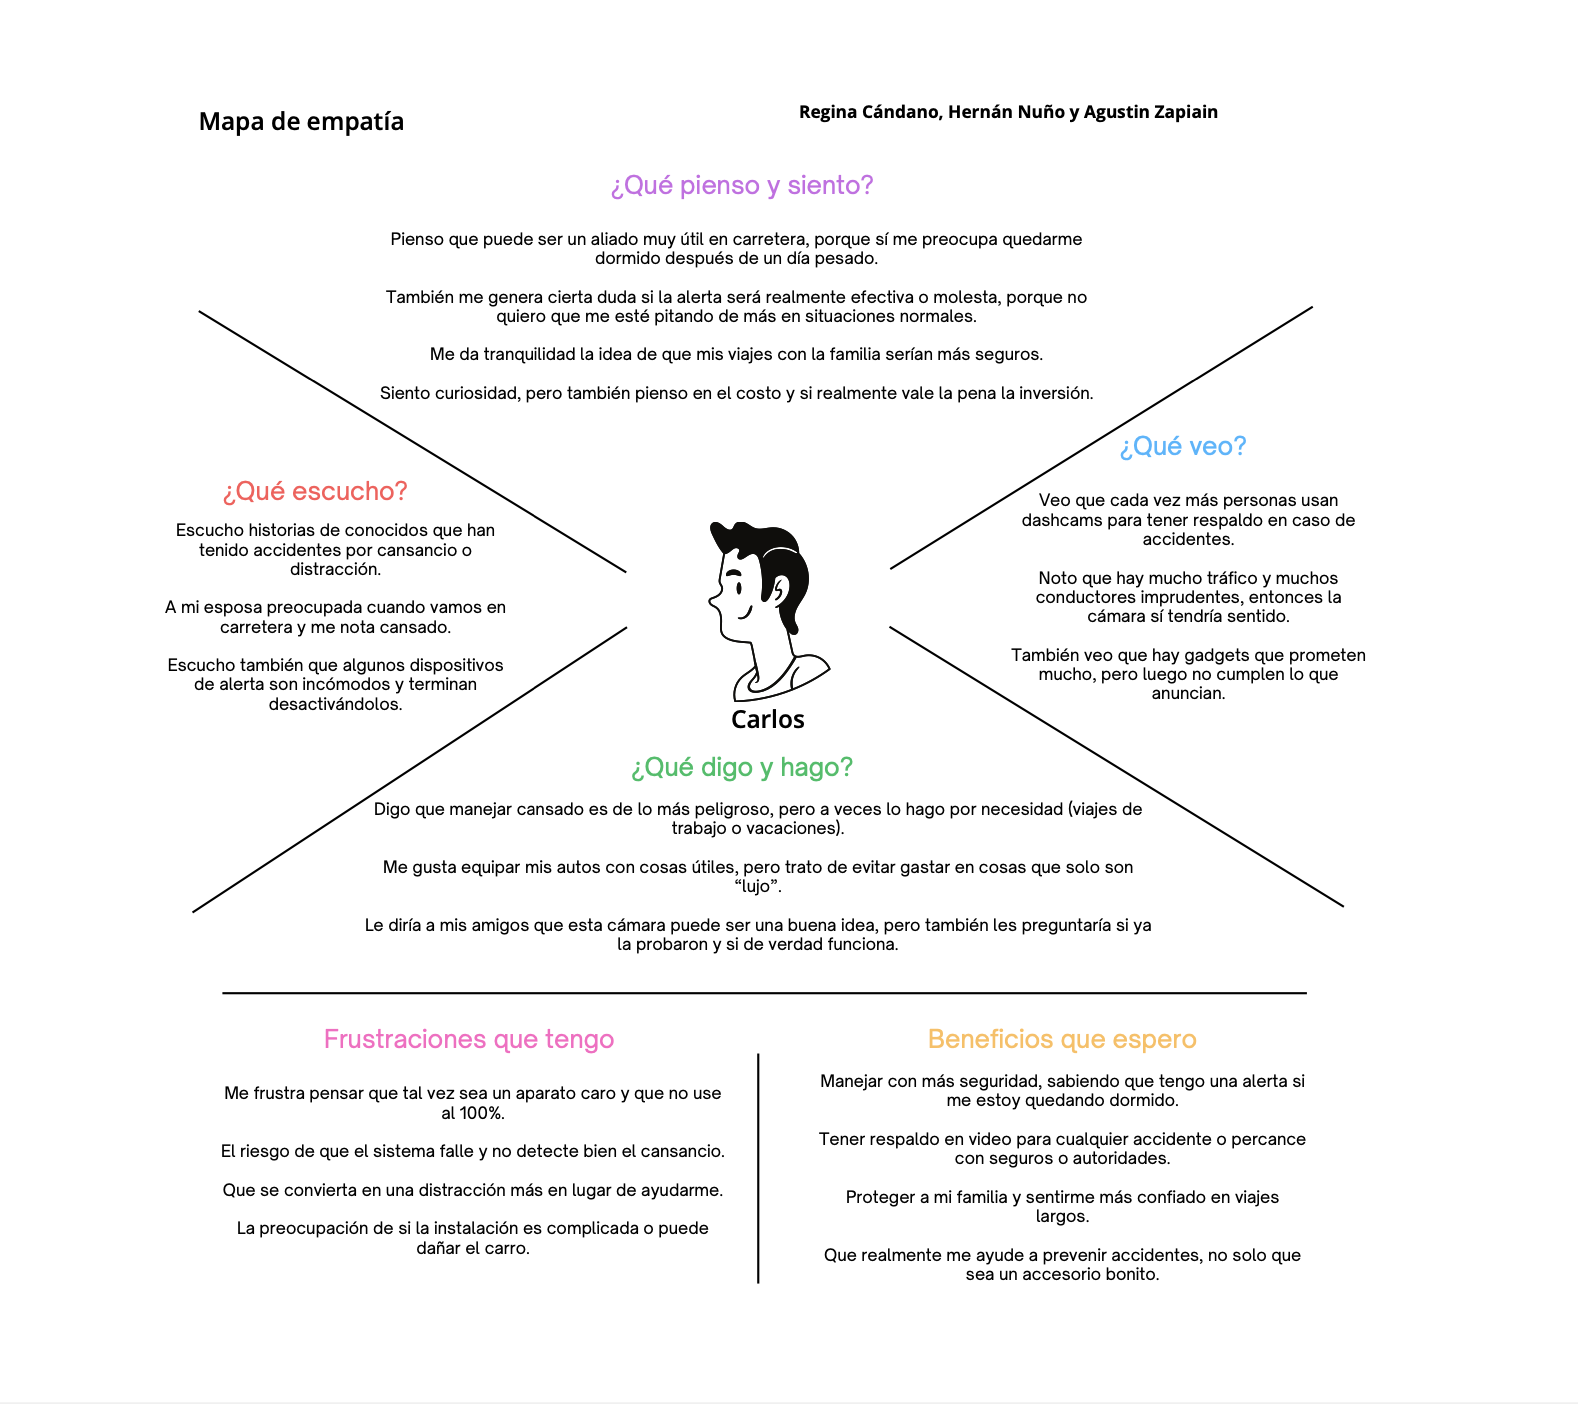 Mapa de empatía
Regina Cándano, Hernán Nuño y Agustin Zapiain
¿Qué pienso y siento?
Pienso que puede ser un aliado muy útil en carretera, porque sí me preocupa quedarme
dormido después de un día pesado.
También me genera cierta duda si la alerta será realmente efectiva o molesta, porque no
quiero que me esté pitando de más en situaciones normales.
Me da tranquilidad la idea de que mis viajes con la familia serían más seguros.
Siento curiosidad, pero también pienso en el costo y si realmente vale la pena la inversión.
¿Qué escucho?
Escucho historias de conocidos que han
tenido accidentes por cansancio o
distracción.
A mi esposa preocupada cuando vamos en
carretera y me nota cansado.
Escucho también que algunos dispositivos
de alerta son incómodos y terminan
desactivándolos.
¿Qué veo?
Veo que cada vez más personas usan
dashcams para tener respaldo en caso de
accidentes.
Noto que hay mucho tráfico y muchos
conductores imprudentes, entonces la
cámara sí tendría sentido.
También veo que hay gadgets que prometen
mucho, pero luego no cumplen lo que
anuncian.
Carlos
¿Qué digo y hago?
Digo que manejar cansado es de lo más peligroso, pero a veces lo hago por necesidad (viajes de
trabajo o vacaciones).
Me gusta equipar mis autos con cosas útiles, pero trato de evitar gastar en cosas que solo son
“lujo”.
Le diría a mis amigos que esta cámara puede ser una buena idea, pero también les preguntaría si ya
la probaron y si de verdad funciona.
Frustraciones que tengo
Me frustra pensar que tal vez sea un aparato caro y que no use
al 100%.
El riesgo de que el sistema falle y no detecte bien el cansancio.
Que se convierta en una distracción más en lugar de ayudarme.
La preocupación de si la instalación es complicada o puede
dañar el carro.
Beneficios que espero
Manejar con más seguridad, sabiendo que tengo una alerta si
me estoy quedando dormido.
Tener respaldo en video para cualquier accidente o percance
con seguros o autoridades.
Proteger a mi familia y sentirme más confiado en viajes
largos.
Que realmente me ayude a prevenir accidentes, no solo que
sea un accesorio bonito.